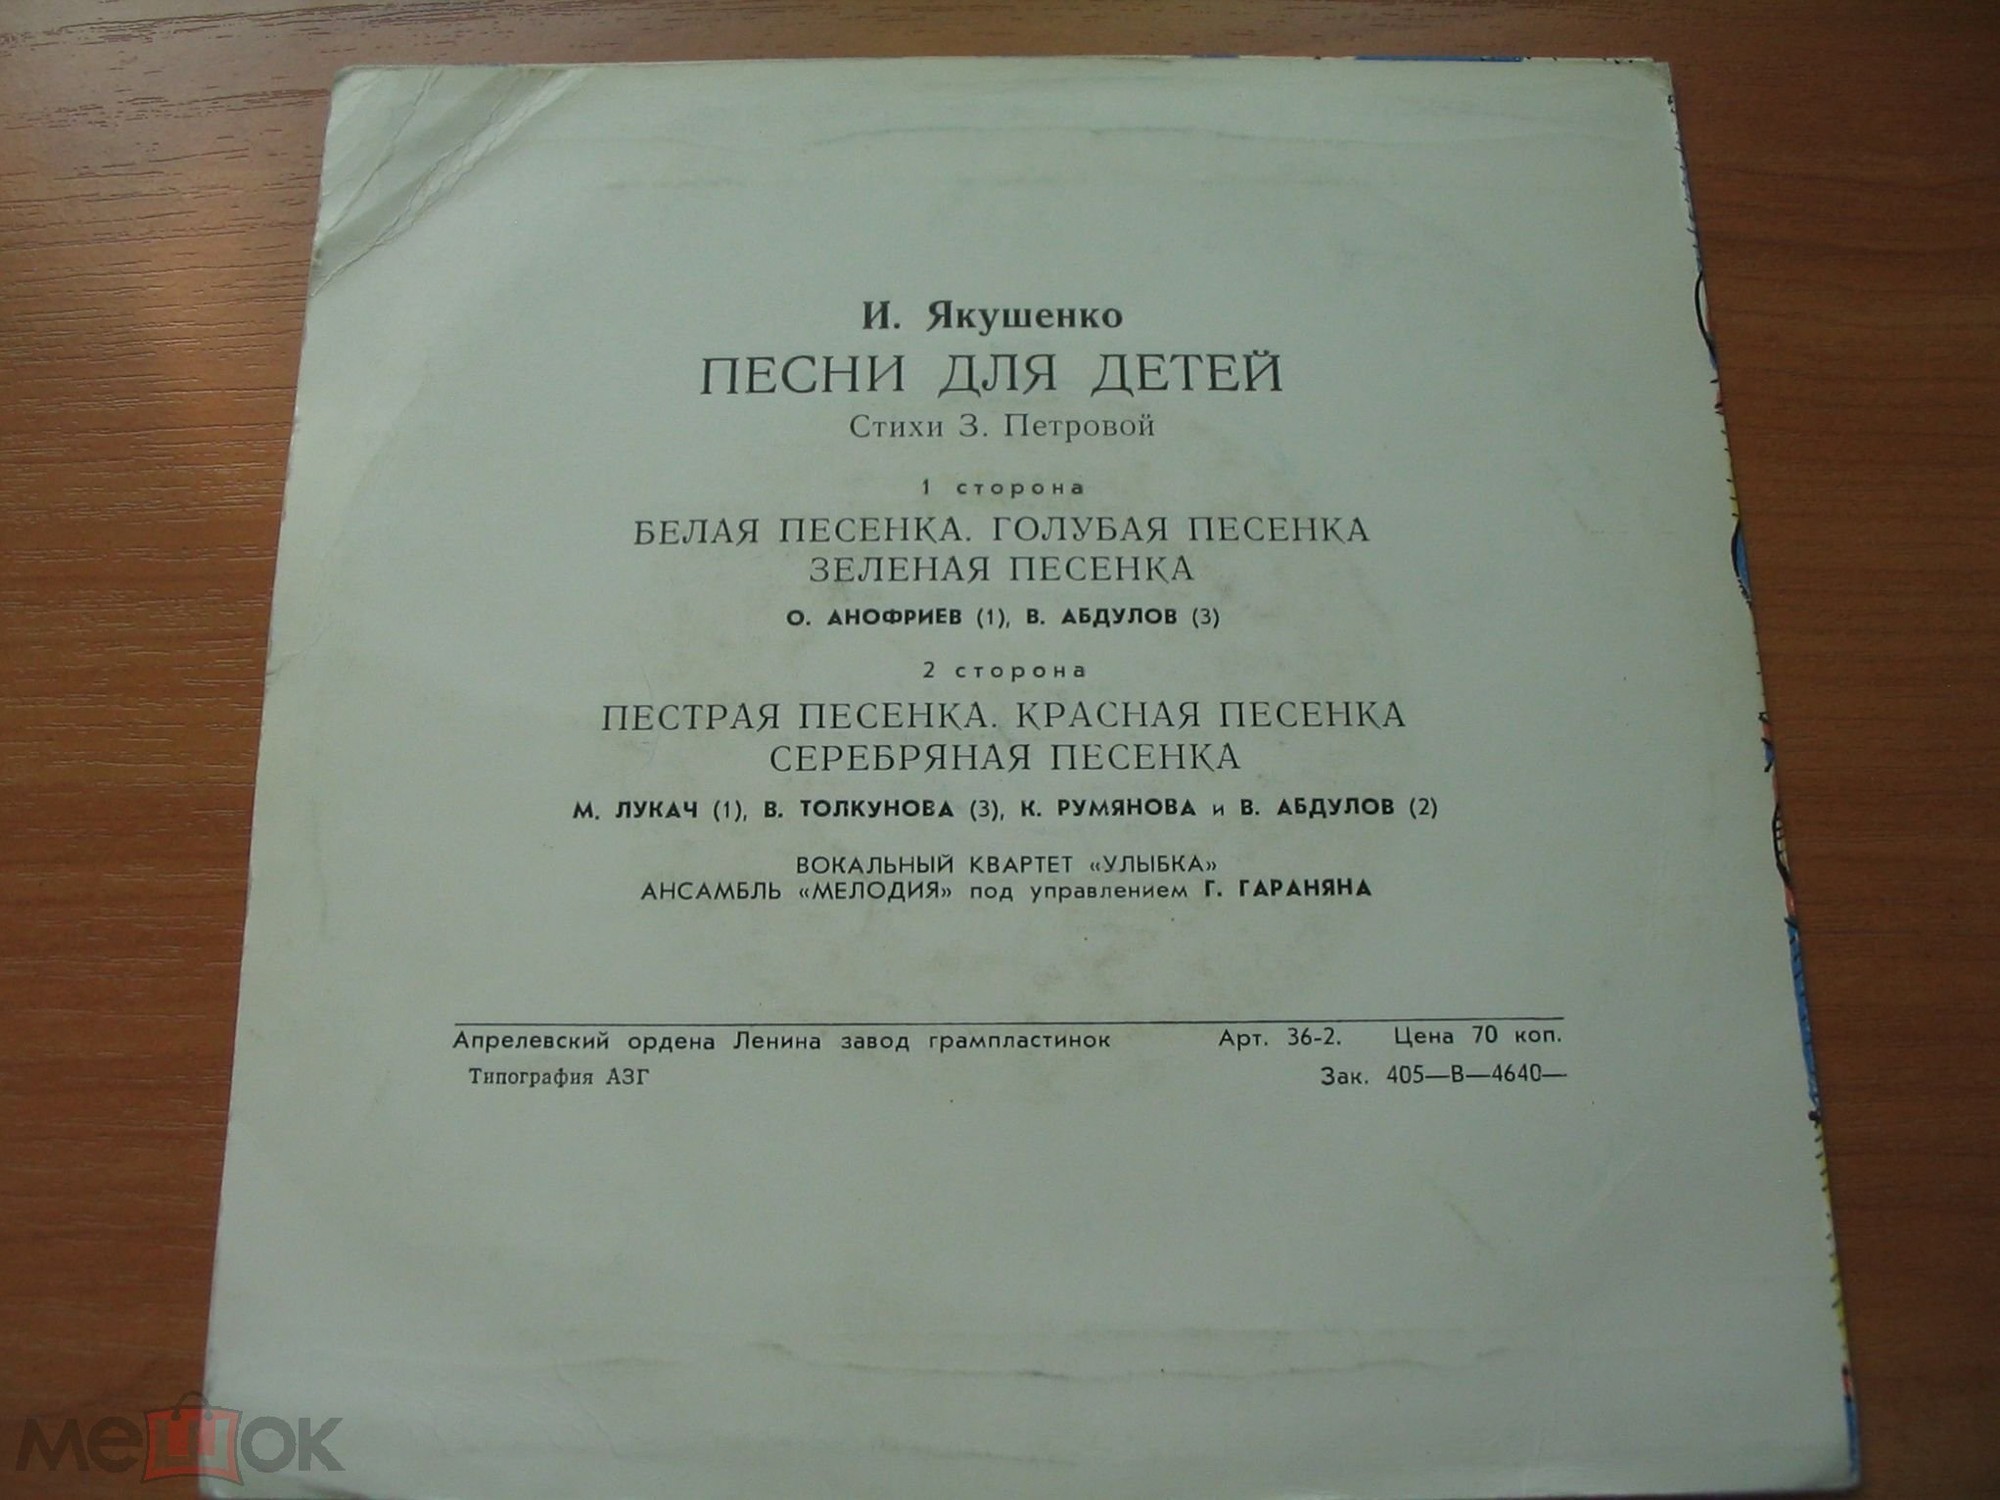 И. Якушенко
ПЕСНИ ДЛЯ ДЕТЕЙ
Стихи З. Петровой
1 сторона
БЕЛАЯ ПЕСЕНКА. ГОЛУБАЯ ПЕСЕНКА
ЗЕЛЕНАЯ ПЕСЕНКА
О. АНОФРИЕВ (1), В. АБДУЛОВ (3)
2 сторона
ПЕСТРАЯ ПЕСЕНКА. КРАСНАЯ ПЕСЕНКА
СЕРЕБРЯНАЯ ПЕСЕНКА
М. ЛУКАЧ (1), В. ТОЛКУНОВА (3), К. РУМЯНОВА и В. АБДУЛОВ (2)
ВОКАЛЬНЫЙ КВАРТЕТ «УЛЫБКА»
АНСАМБЛЬ «МЕЛОДИЯ» под управлением Г. ГАРАНЯНА
Апрелевский ордена Ленина завод грампластинок Арт. 36-2. Цена 70 коп.
Типография АЗГ Зак. 405—В—4640—
мешок